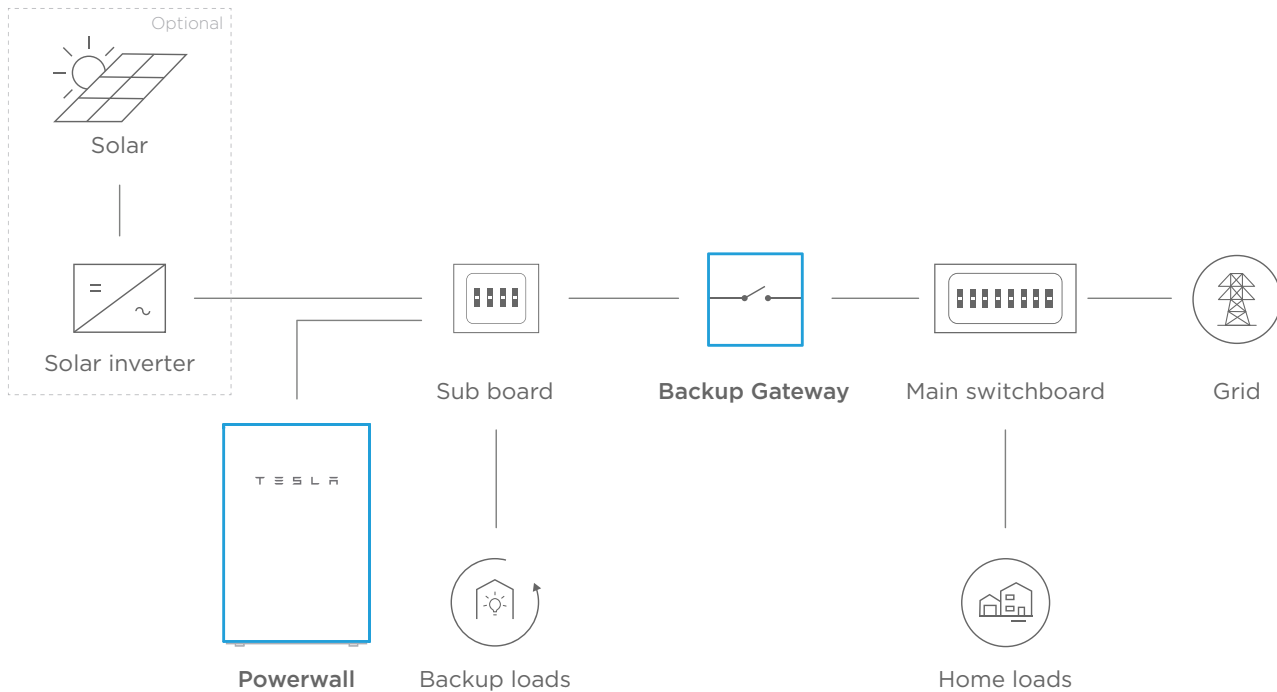 Optional
Solar
Solar inverter
Sub board
Backup Gateway
Main switchboard
Grid
TESLA
Powerwall
Backup loads
Home loads